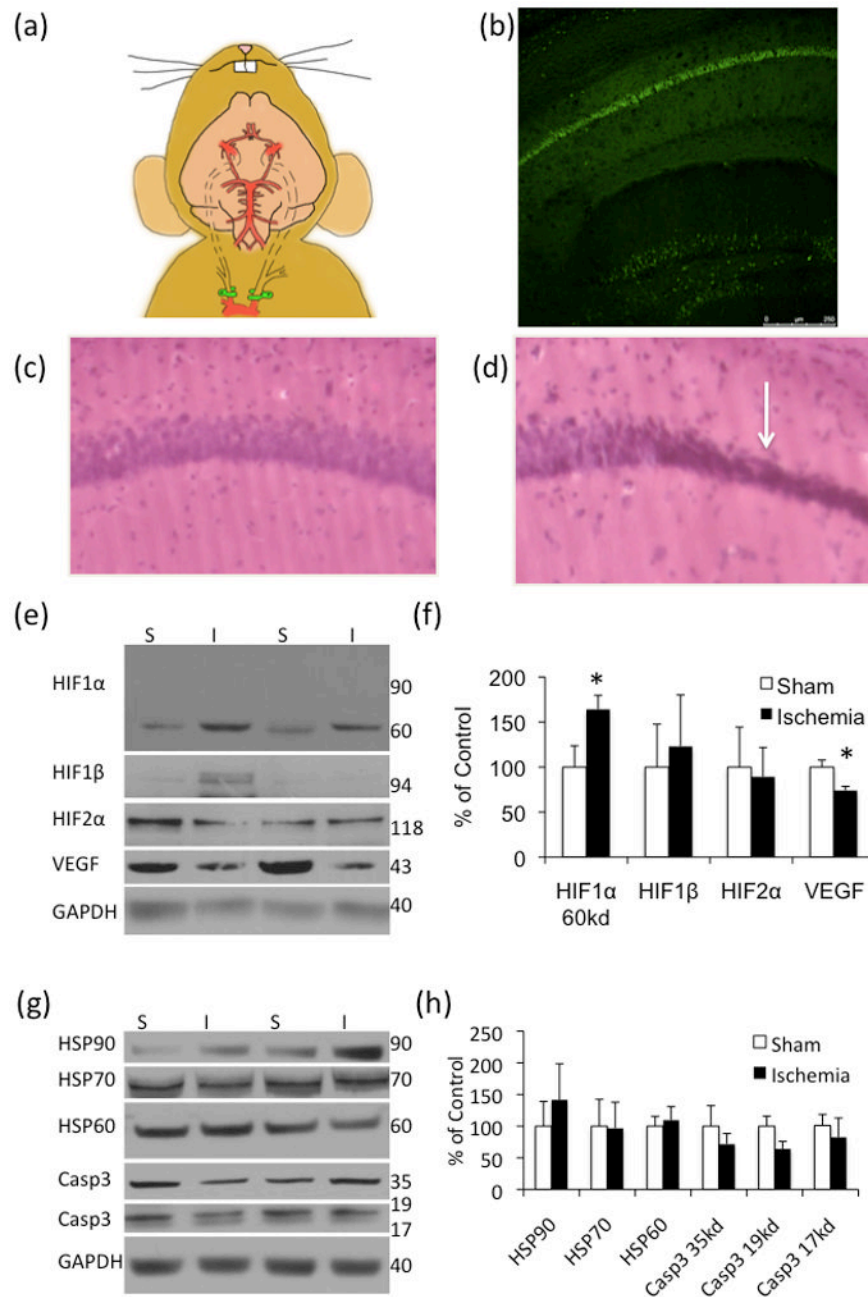 (a)
(b)
0 µm 250
(c)
(d)
(e)
S I S I
HIF1α
90
60
HIF1β
94
HIF2α
118
VEGF
43
GAPDH
40
(f)
% of Control
200
150
100
50
0
Sham
Ischemia
*
*
HIF1α 60kd
HIF1β
HIF2α
VEGF
(g)
S I S I
HSP90
90
HSP70
70
HSP60
60
Casp3
35
Casp3
19
17
GAPDH
40
(h)
% of Control
250
200
150
100
50
0
Sham
Ischemia
HSP90
HSP70
HSP60
Casp3 35kd
Casp3 19kd
Casp3 17kd